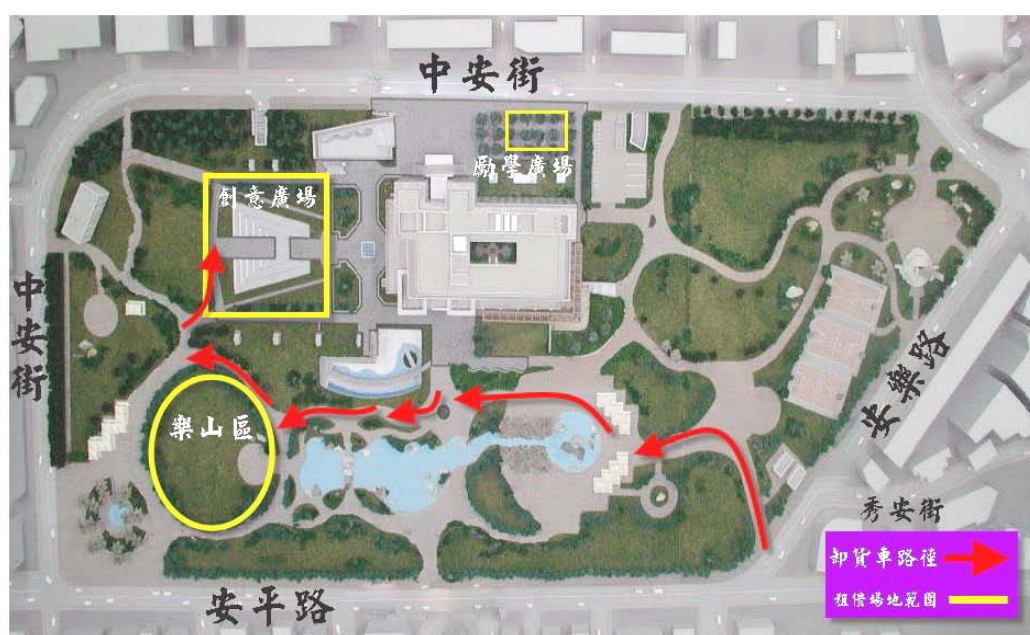 中安街
勵學廣場
創意廣場
中安街
安樂路
樂山區
秀安街
卸貨車路徑
租借場地範圍
安平路